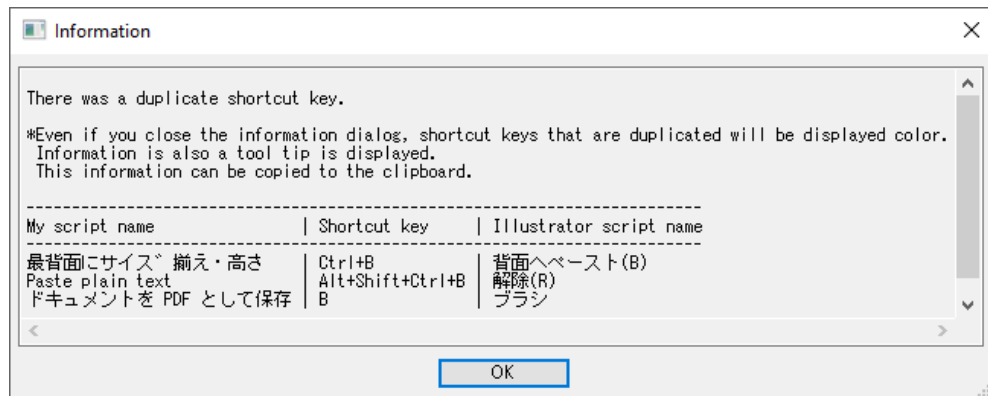 Information
There was a duplicate shortcut key.
*Even if you close the information dialog, shortcut keys that are duplicated will be displayed color.
Information is also a tool tip is displayed.
This information can be copied to the clipboard.
----------------------------------------------------------------------
My script name | Shortcut key | Illustrator script name
----------------------------------------------------------------------
最背面にサイズ揃え・高さ | Ctrl+B | 背面へペースト(B)
Paste plain text | Alt+Shift+Ctrl+B | 解除(R)
ドキュメントを PDF として保存 | B | ブラシ
OK